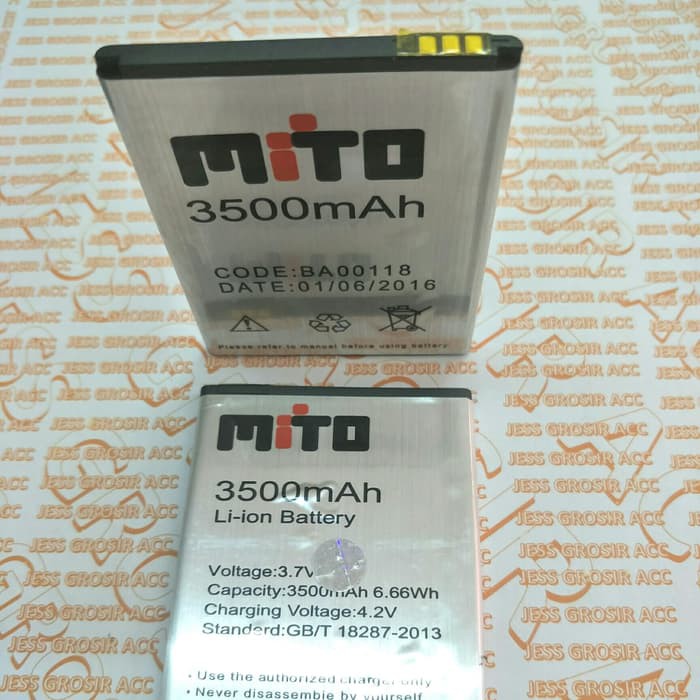 MiTO
3500mAh
CODE:BA00118
DATE:01/06/2016
Please refer to manual before using battery
MiTO
3500mAh
Li-ion Battery
Voltage:3.7V
Capacity:3500mAh 6.66Wh
Charging Voltage:4.2V
Standard:GB/T 18287-2013
• Use the authorized charger only
• Never disassemble by yourself
JESS GROSIR ACC